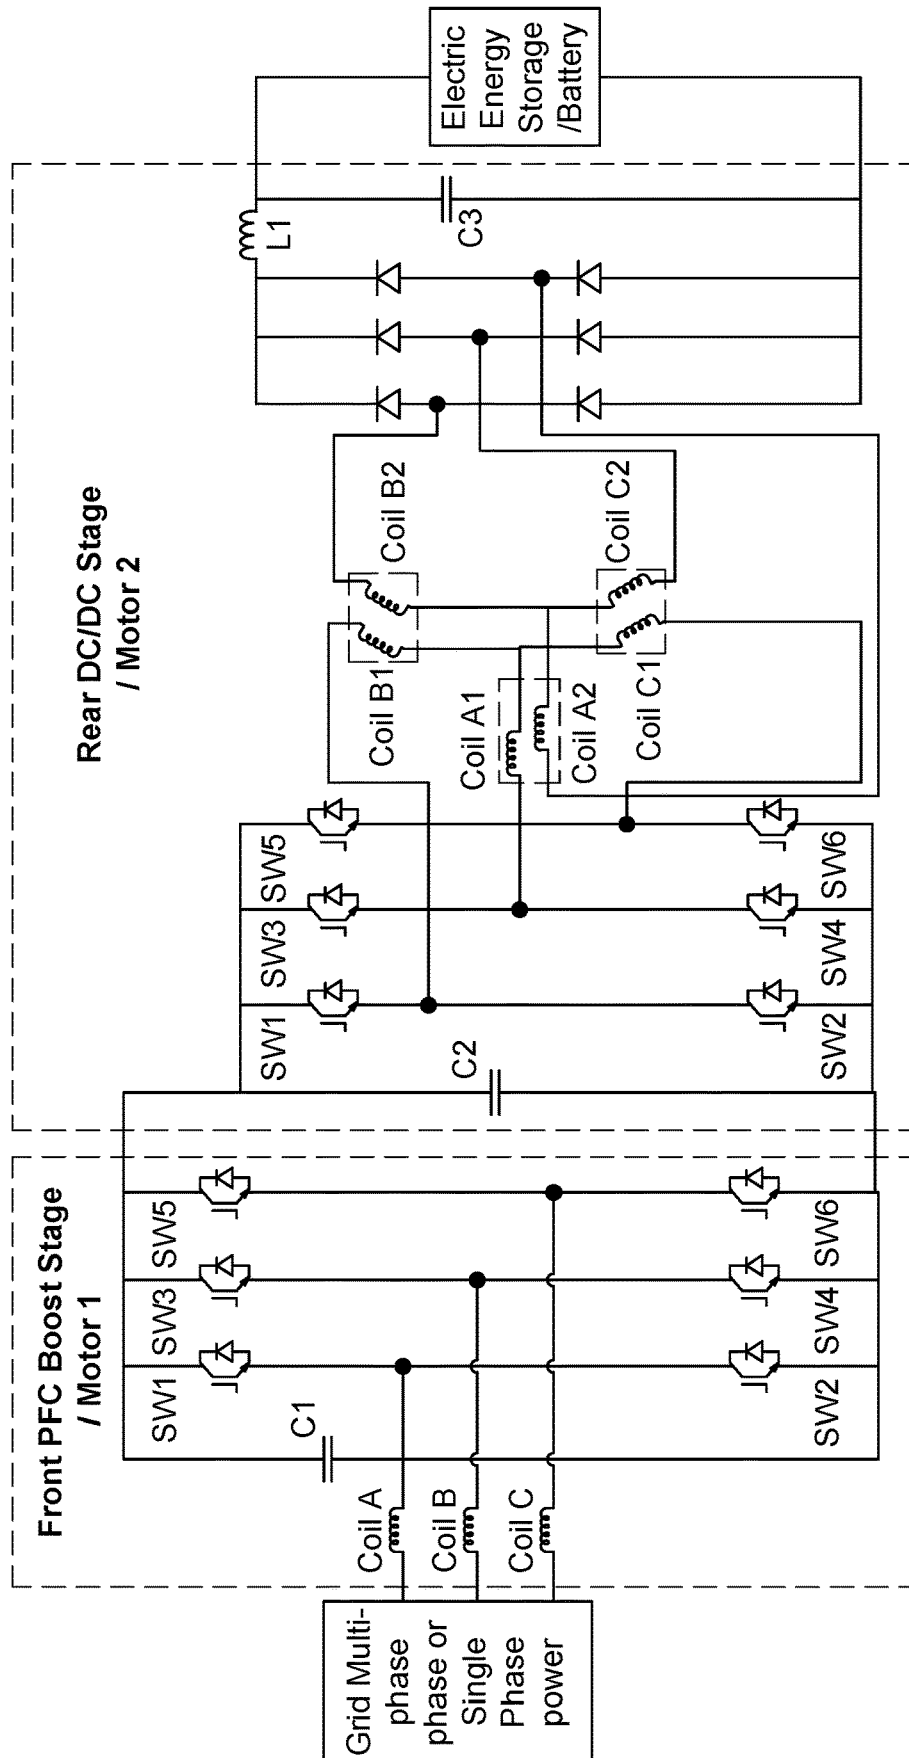 Front PFC Boost Stage
/ Motor 1
Rear DC/DC Stage
/ Motor 2
Grid Multi-
phase
phase or
Single
Phase
power
Coil A
Coil B
Coil C
C1
SW1
SW3
SW5
SW2
SW4
SW6
C2
SW1
SW3
SW5
SW2
SW4
SW6
Coil B1
Coil B2
Coil A1
Coil A2
Coil C1
Coil C2
L1
C3
Electric
Energy
Storage
/Battery